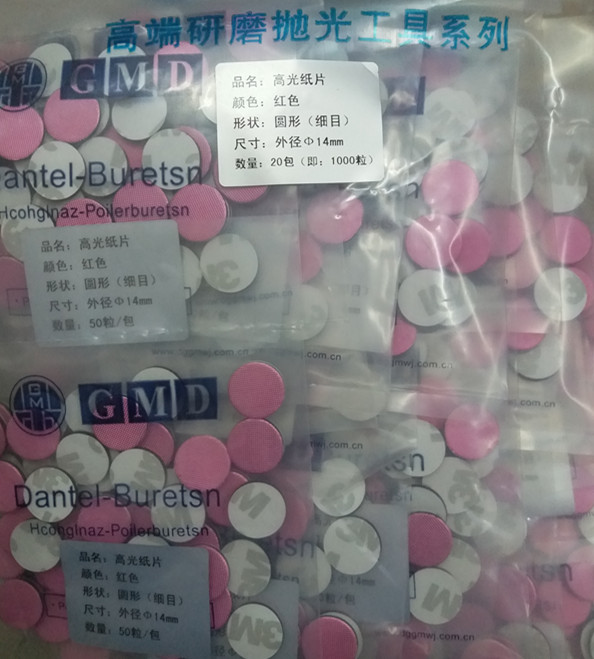 高端研磨抛光工具系列
GMD
品名：高光纸片
颜色：红色
形状：圆形（细目）
尺寸：外径Φ14mm
数量：20包（即：1000粒）
Dantel-Buretsn
Hcohglnaz-Poilerburetsn
品名：高光纸片
颜色：红色
形状：圆形（细目）
尺寸：外径Φ14mm
数量：50粒/包
3M
GMD
Dantel-Buretsn
Hcohglnaz-Poilerburetsn
品名：高光纸片
颜色：红色
形状：圆形（细目）
尺寸：外径Φ14mm
数量：50粒/包
3M